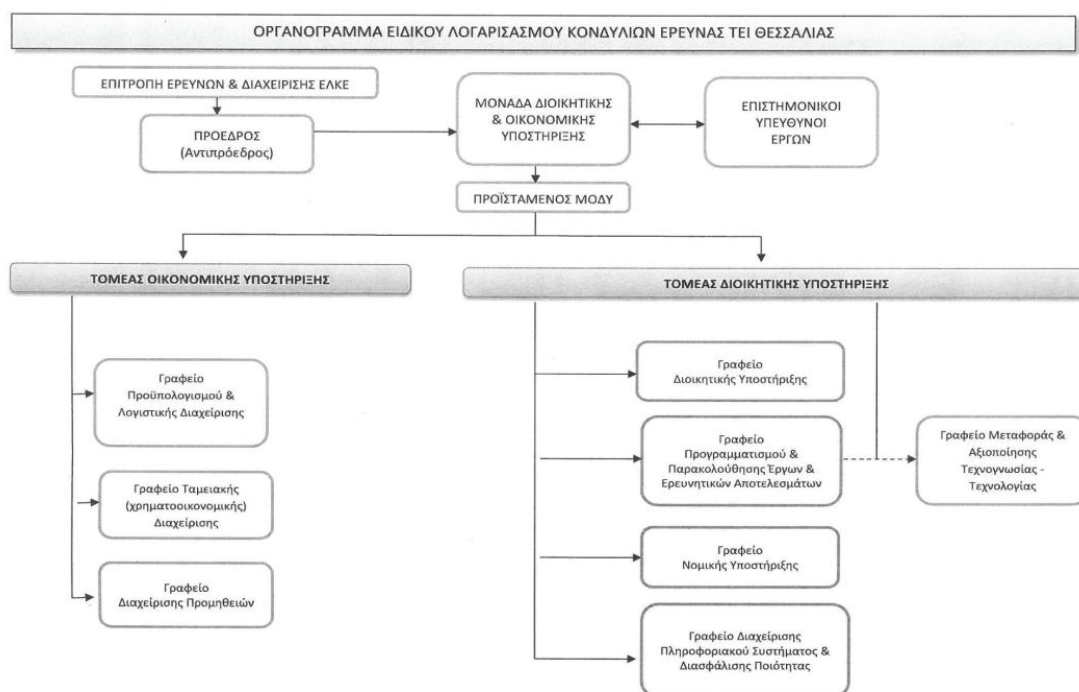 ΟΡΓΑΝΟΓΡΑΜΜΑ ΕΙΔΙΚΟΥ ΛΟΓΑΡΙΣΑΣΜΟΥ ΚΟΝΔΥΛΙΩΝ ΕΡΕΥΝΑΣ ΤΕΙ ΘΕΣΣΑΛΙΑΣ
ΕΠΙΤΡΟΠΗ ΕΡΕΥΝΩΝ & ΔΙΑΧΕΙΡΙΣΗΣ ΕΛΚΕ
ΠΡΟΕΔΡΟΣ
(Αντιπρόεδρος)
ΜΟΝΑΔΑ ΔΙΟΙΚΗΤΙΚΗΣ
& ΟΙΚΟΝΟΜΙΚΗΣ
ΥΠΟΣΤΗΡΙΞΗΣ
ΕΠΙΣΤΗΜΟΝΙΚΟΙ
ΥΠΕΥΘΥΝΟΙ
ΕΡΓΩΝ
ΠΡΟΪΣΤΑΜΕΝΟΣ ΜΟΔΥ
ΤΟΜΕΑΣ ΟΙΚΟΝΟΜΙΚΗΣ ΥΠΟΣΤΗΡΙΞΗΣ
Γραφείο
Προϋπολογισμού &
Λογιστικής Διαχείρισης
Γραφείο Ταμειακής
(χρηματοοικονομικής)
Διαχείρισης
Γραφείο
Διαχείρισης Προμηθειών
ΤΟΜΕΑΣ ΔΙΟΙΚΗΤΙΚΗΣ ΥΠΟΣΤΗΡΙΞΗΣ
Γραφείο
Διοικητικής Υποστήριξης
Γραφείο
Προγραμματισμού &
Παρακολούθησης Έργων &
Ερευνητικών Αποτελεσμάτων
Γραφείο Μεταφοράς &
Αξιοποίησης
Τεχνογνωσίας -
Τεχνολογίας
Γραφείο
Νομικής Υποστήριξης
Γραφείο Διαχείρισης
Πληροφοριακού Συστήματος &
Διασφάλισης Ποιότητας